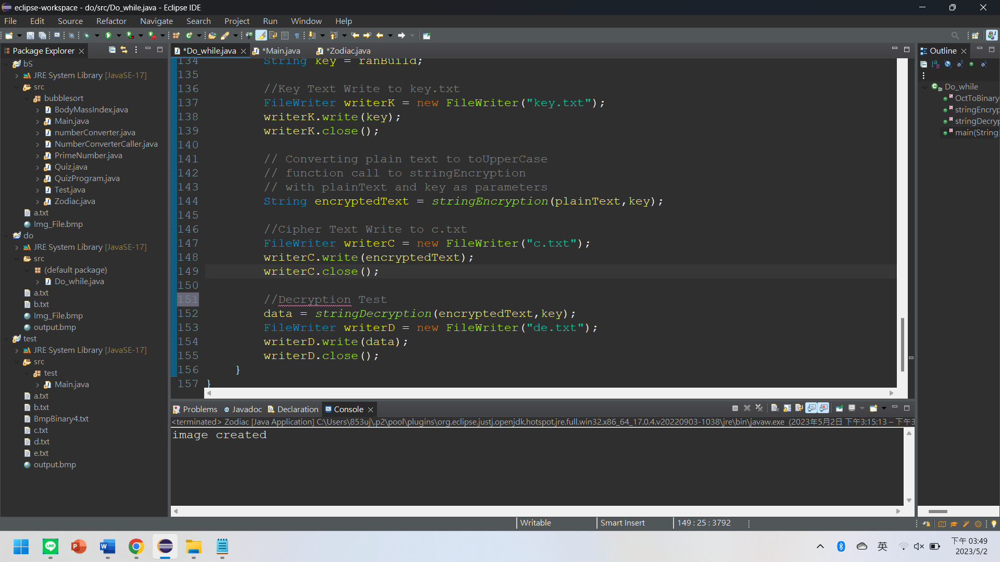 eclipse-workspace - do/src/Do_while.java - Eclipse IDE
File Edit Source Refactor Navigate Search Project Run Window Help
Package Explorer
bS
JRE System Library [JavaSE-17]
src
bubblesort
BodyMassIndex.java
Main.java
numberConverter.java
NumberConverterCaller.java
PrimeNumber.java
Quiz.java
QuizProgram.java
Test.java
Zodiac.java
a.txt
Img_File.bmp
do
JRE System Library [JavaSE-17]
src
(default package)
Do_while.java
a.txt
b.txt
Img_File.bmp
output.bmp
test
JRE System Library [JavaSE-17]
src
test
Main.java
a.txt
b.txt
BmpBinary4.txt
c.txt
d.txt
e.txt
output.bmp
*Do_while.java *Main.java *Zodiac.java
134 String key = ranBuild;
135
136 //Key Text Write to key.txt
137 FileWriter writerK = new FileWriter("key.txt");
138 writerK.write(key);
139 writerK.close();
140
141 // Converting plain text to toUpperCase
142 // function call to stringEncryption
143 // with plainText and key as parameters
144 String encryptedText = stringEncryption(plainText,key);
145
146 //Cipher Text Write to c.txt
147 FileWriter writerC = new FileWriter("c.txt");
148 writerC.write(encryptedText);
149 writerC.close();
150
151 //Decryption Test
152 data = stringDecryption(encryptedText,key);
153 FileWriter writerD = new FileWriter("de.txt");
154 writerD.write(data);
155 writerD.close();
156 }
157 }
Outline
Do_while
OctToBinary
stringEncryp
stringDecryp
main(String[
Problems Javadoc Declaration Console
<terminated> Zodiac [Java Application] C:\Users\853uj\.p2\pool\plugins\org.eclipse.justj.openjdk.hotspot.jre.full.win32.x86_64_17.0.4.v20220903-1038\jre\bin\javaw.exe (2023年5月2日 下午3:15:13 – 下午3
image created
Writable Smart Insert 149 : 25 : 3792
英
下午 03:49
2023/5/2